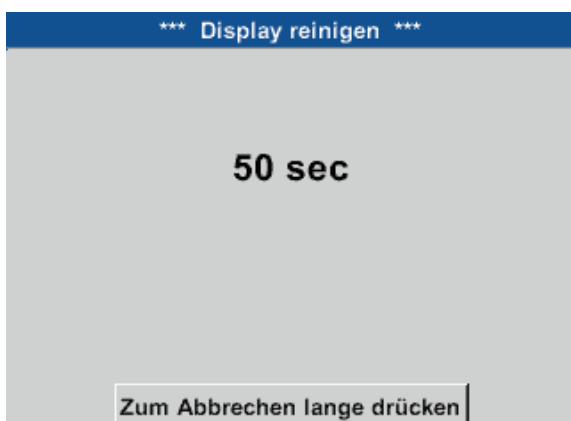 *** Display reinigen ***
50 sec
Zum Abbrechen lange drücken